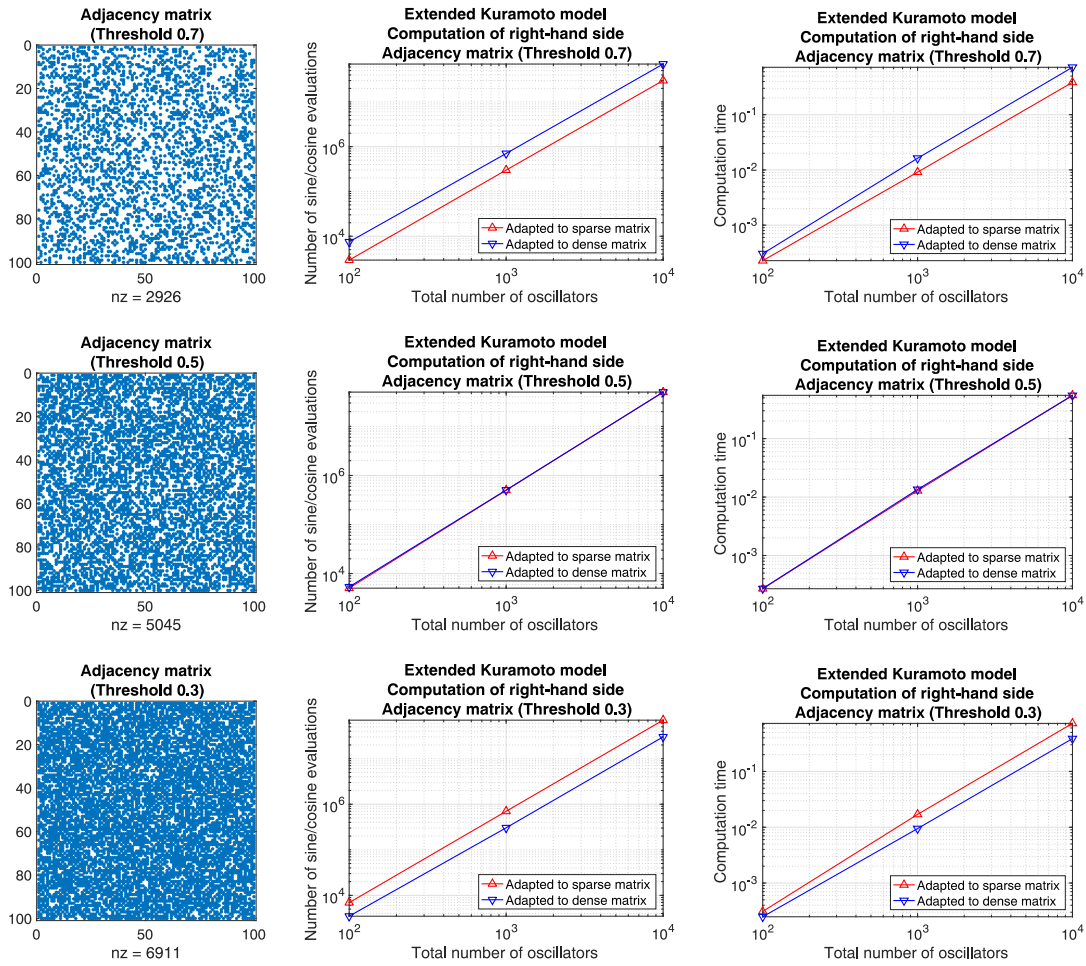 Adjacency matrix
(Threshold 0.7)
0
20
40
60
80
100
0
50
100
nz = 2926
Extended Kuramoto model
Computation of right-hand side
Adjacency matrix (Threshold 0.7)
Number of sine/cosine evaluations
10^6
10^4
Adapted to sparse matrix
Adapted to dense matrix
10^2
10^3
10^4
Total number of oscillators
Extended Kuramoto model
Computation of right-hand side
Adjacency matrix (Threshold 0.7)
Computation time
10^-1
10^-2
10^-3
Adapted to sparse matrix
Adapted to dense matrix
10^2
10^3
10^4
Total number of oscillators
Adjacency matrix
(Threshold 0.5)
0
20
40
60
80
100
0
50
100
nz = 5045
Extended Kuramoto model
Computation of right-hand side
Adjacency matrix (Threshold 0.5)
Number of sine/cosine evaluations
10^6
10^4
Adapted to sparse matrix
Adapted to dense matrix
10^2
10^3
10^4
Total number of oscillators
Extended Kuramoto model
Computation of right-hand side
Adjacency matrix (Threshold 0.5)
Computation time
10^-1
10^-2
10^-3
Adapted to sparse matrix
Adapted to dense matrix
10^2
10^3
10^4
Total number of oscillators
Adjacency matrix
(Threshold 0.3)
0
20
40
60
80
100
0
50
100
nz = 6911
Extended Kuramoto model
Computation of right-hand side
Adjacency matrix (Threshold 0.3)
Number of sine/cosine evaluations
10^6
10^4
Adapted to sparse matrix
Adapted to dense matrix
10^2
10^3
10^4
Total number of oscillators
Extended Kuramoto model
Computation of right-hand side
Adjacency matrix (Threshold 0.3)
Computation time
10^-1
10^-2
10^-3
Adapted to sparse matrix
Adapted to dense matrix
10^2
10^3
10^4
Total number of oscillators